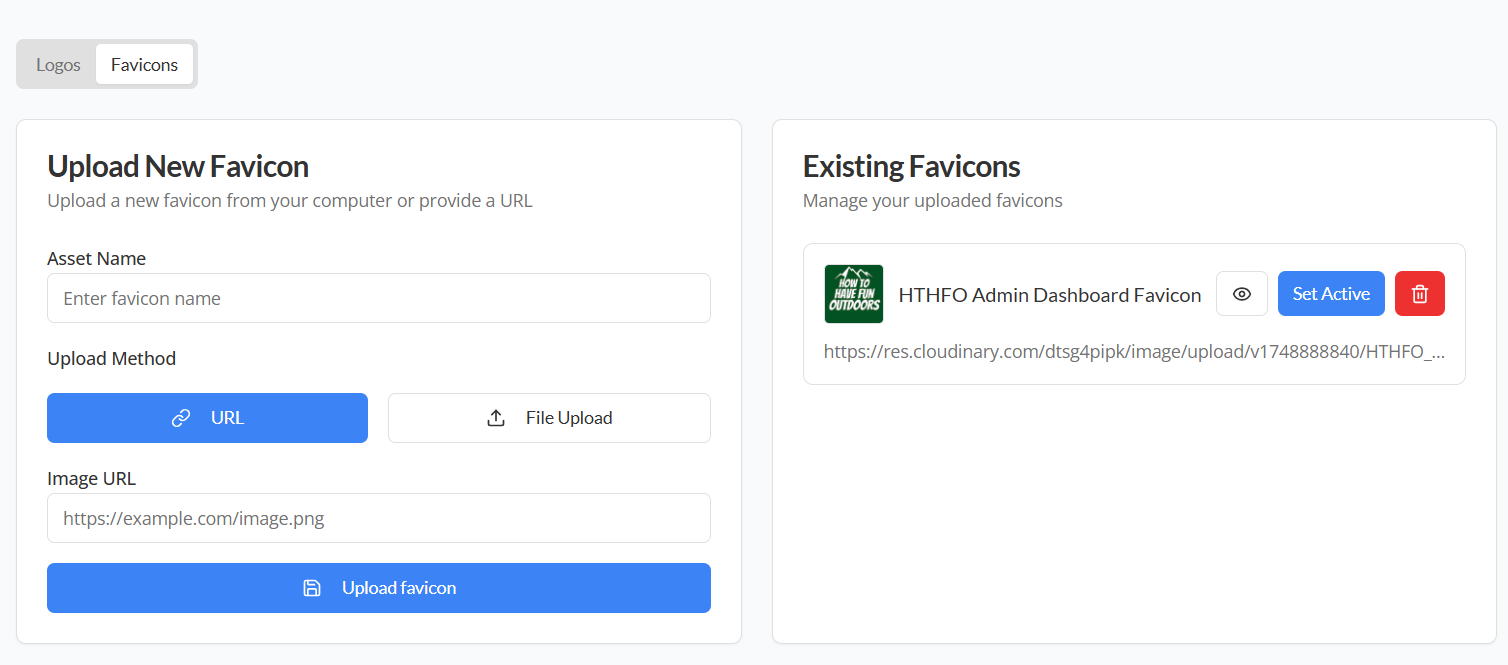 Logos Favicons
Upload New Favicon
Upload a new favicon from your computer or provide a URL
Asset Name
Enter favicon name
Upload Method
URL File Upload
Image URL
https://example.com/image.png
Upload favicon
Existing Favicons
Manage your uploaded favicons
HOW TO
HAVE FUN
OUTDOORS
HTHFO Admin Dashboard Favicon Set Active
https://res.cloudinary.com/dtsg4pipk/image/upload/v1748888840/HTHFO_...